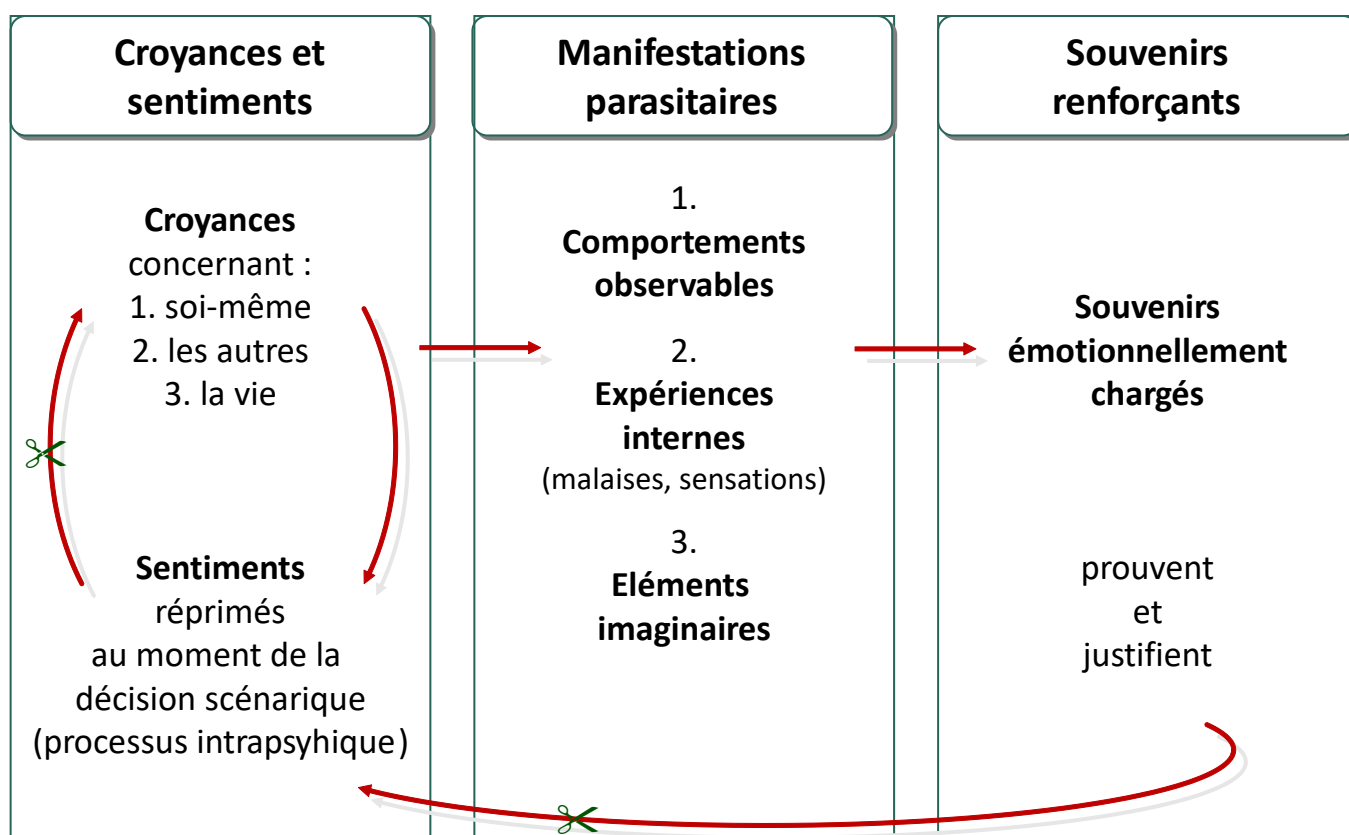 Croyances et
sentiments
Croyances
concernant :
1. soi-même
2. les autres
3. la vie
Sentiments
réprimés
au moment de la
décision scénarique
(processus intrapsyhique)
Manifestations
parasitaires
1.
Comportements
observables
2.
Expériences
internes
(malaises, sensations)
3.
Eléments
imaginaires
Souvenirs
renforçants
Souvenirs
émotionnellement
chargés
prouvent
et
justifient